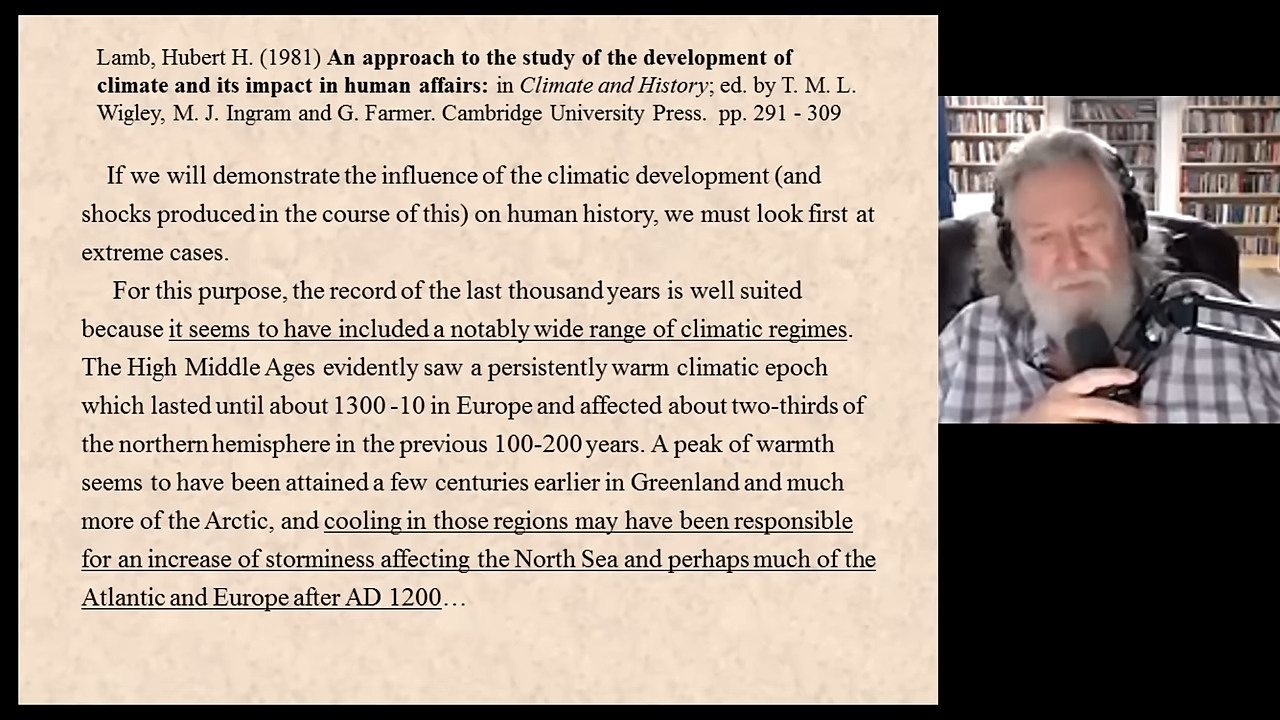 Lamb, Hubert H. (1981) An approach to the study of the development of
climate and its impact in human affairs: in Climate and History; ed. by T. M. L.
Wigley, M. J. Ingram and G. Farmer. Cambridge University Press. pp. 291 - 309
If we will demonstrate the influence of the climatic development (and
shocks produced in the course of this) on human history, we must look first at
extreme cases.
For this purpose, the record of the last thousand years is well suited
because it seems to have included a notably wide range of climatic regimes.
The High Middle Ages evidently saw a persistently warm climatic epoch
which lasted until about 1300 -10 in Europe and affected about two-thirds of
the northern hemisphere in the previous 100-200 years. A peak of warmth
seems to have been attained a few centuries earlier in Greenland and much
more of the Arctic, and cooling in those regions may have been responsible
for an increase of storminess affecting the North Sea and perhaps much of the
Atlantic and Europe after AD 1200…